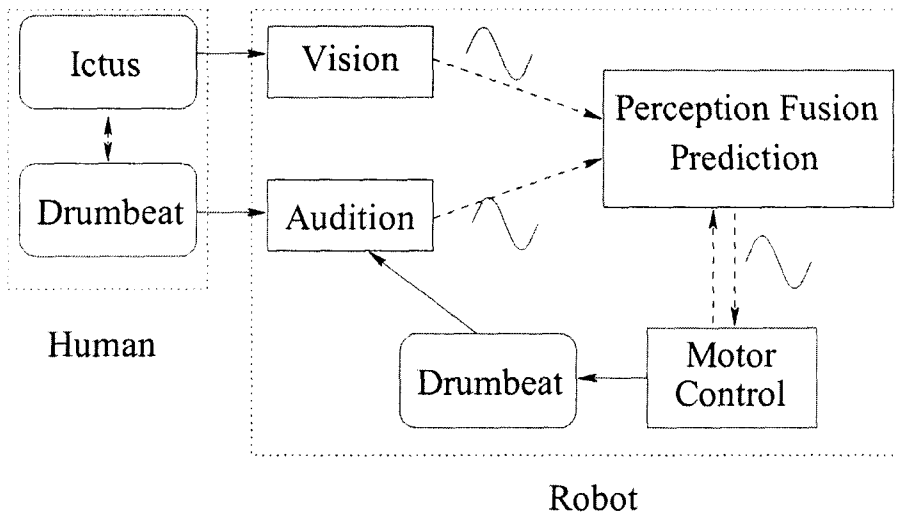 Ictus
Vision
Perception Fusion
Prediction
Drumbeat
Audition
Human
Drumbeat
Motor
Control
Robot